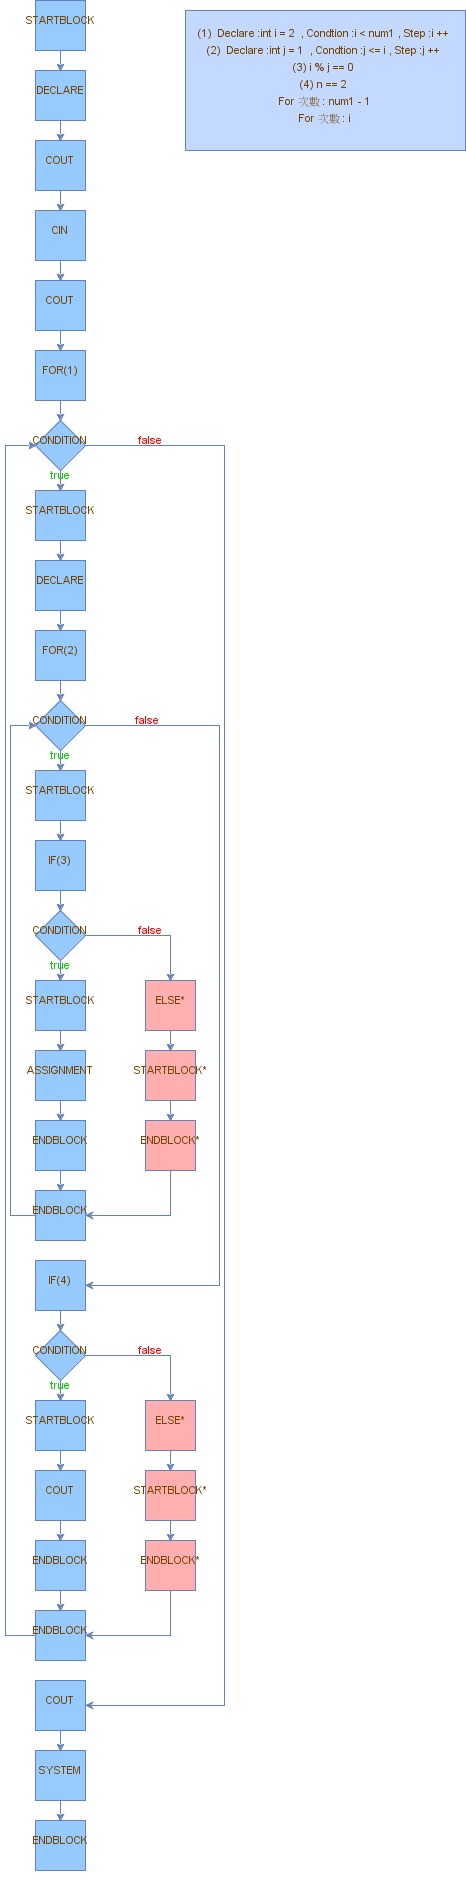 STARTBLOCK
(1) Declare :int i = 2 , Condtion :i < num1 , Step :i ++
(2) Declare :int j = 1 , Condtion :j <= i , Step :j ++
(3) i % j == 0
(4) n == 2
For 次數 : num1 - 1
For 次數 : i
DECLARE
COUT
CIN
COUT
FOR(1)
CONDITION
false
true
STARTBLOCK
DECLARE
FOR(2)
CONDITION
false
true
STARTBLOCK
IF(3)
CONDITION
false
true
STARTBLOCK
ELSE*
ASSIGNMENT
STARTBLOCK*
ENDBLOCK
ENDBLOCK*
ENDBLOCK
IF(4)
CONDITION
false
true
STARTBLOCK
ELSE*
COUT
STARTBLOCK*
ENDBLOCK
ENDBLOCK*
ENDBLOCK
COUT
SYSTEM
ENDBLOCK